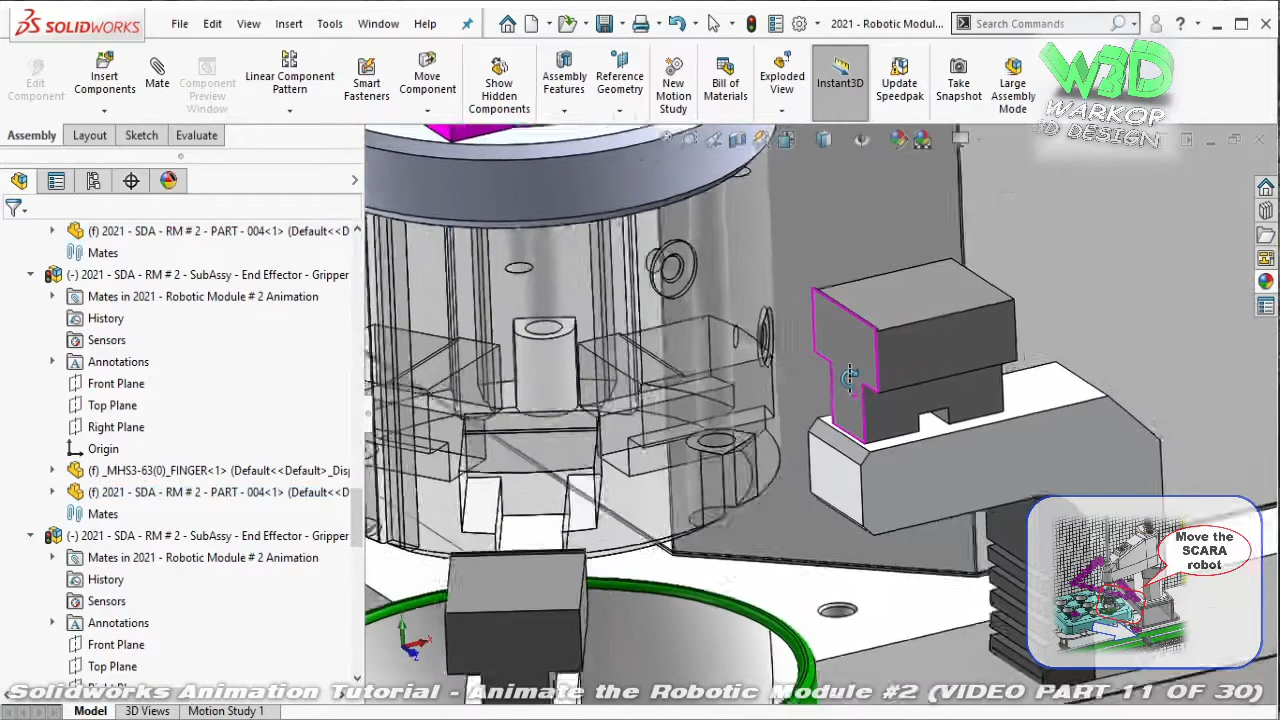 SOLIDWORKS
File Edit View Insert Tools Window Help
2021 - Robotic Modul...
Search Commands
Edit Component
Insert Components
Mate
Component Preview Window
Linear Component Pattern
Smart Fasteners
Move Component
Show Hidden Components
Assembly Features
Reference Geometry
New Motion Study
Bill of Materials
Exploded View
Instant3D
Update Speedpak
Take Snapshot
Large Assembly Mode
W3D
WARKOP
3D DESIGN
Assembly Layout Sketch Evaluate
(f) 2021 - SDA - RM # 2 - PART - 004<1> (Default<<D
Mates
(-) 2021 - SDA - RM # 2 - SubAssy - End Effector - Gripper
Mates in 2021 - Robotic Module # 2 Animation
History
Sensors
Annotations
Front Plane
Top Plane
Right Plane
Origin
(f) _MHS3-63(0)_FINGER<1> (Default<<Default>_Disp
(f) 2021 - SDA - RM # 2 - PART - 004<1> (Default<<D
Mates
(-) 2021 - SDA - RM # 2 - SubAssy - End Effector - Gripper
Mates in 2021 - Robotic Module # 2 Animation
History
Sensors
Annotations
Front Plane
Top Plane
Move the
SCARA
robot
Solidworks Animation Tutorial - Animate the Robotic Module #2 (VIDEO PART 11 OF 30)
Model 3D Views Motion Study 1